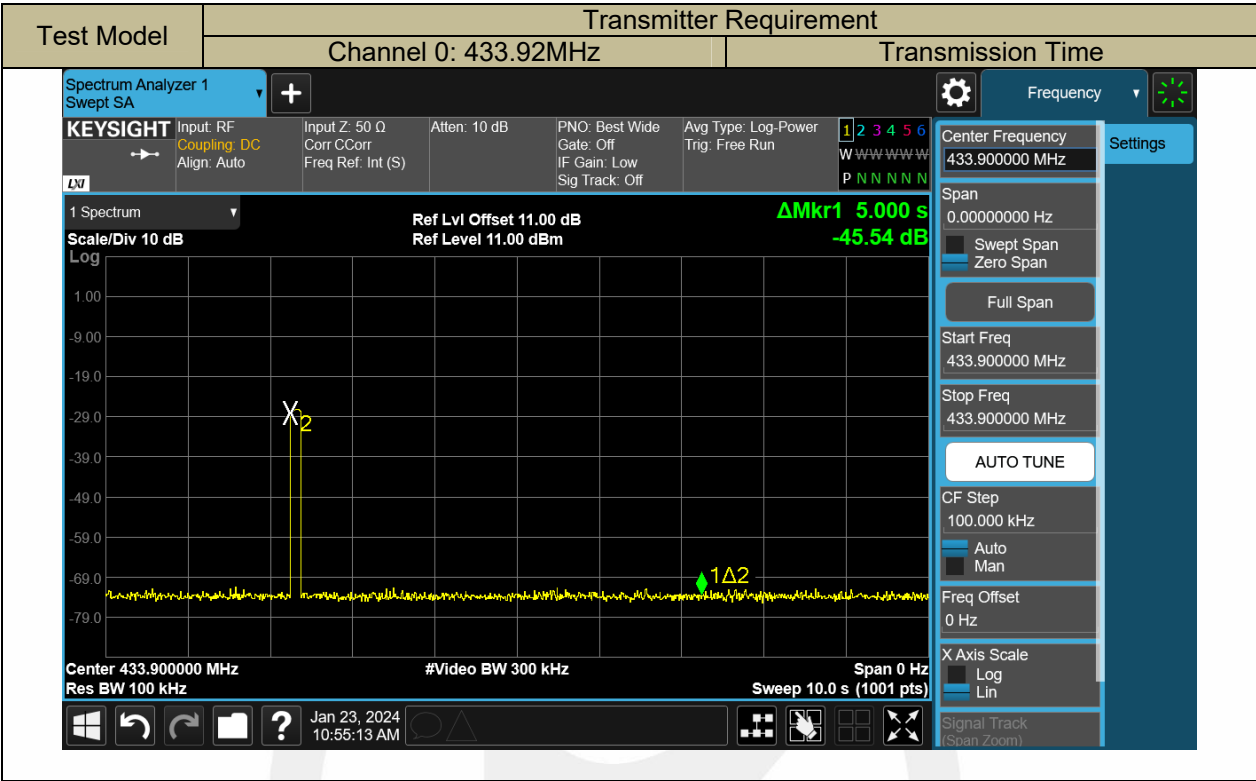 Test Model
Transmitter Requirement
Channel 0: 433.92MHz
Transmission Time
Spectrum Analyzer 1
Swept SA
Frequency
KEYSIGHT
LXI
Input: RF
Coupling: DC
Align: Auto
Input Z: 50 Ω
Corr CCorr
Freq Ref: Int (S)
Atten: 10 dB
PNO: Best Wide
Gate: Off
IF Gain: Low
Sig Track: Off
Avg Type: Log-Power
Trig: Free Run
1 2 3 4 5 6
W W W W W W
P N N N N N
1 Spectrum
Scale/Div 10 dB
Log
Ref Lvl Offset 11.00 dB
Ref Level 11.00 dBm
ΔMkr1 5.000 s
-45.54 dB
1.00
-9.00
-19.0
-29.0
-39.0
-49.0
-59.0
-69.0
-79.0
X2
1Δ2
Center 433.900000 MHz
#Video BW 300 kHz
Span 0 Hz
Res BW 100 kHz
Sweep 10.0 s (1001 pts)
?
Jan 23, 2024
10:55:13 AM
Center Frequency
433.900000 MHz
Settings
Span
0.00000000 Hz
Swept Span
Zero Span
Full Span
Start Freq
433.900000 MHz
Stop Freq
433.900000 MHz
AUTO TUNE
CF Step
100.000 kHz
Auto
Man
Freq Offset
0 Hz
X Axis Scale
Log
Lin
Signal Track
(Span Zoom)